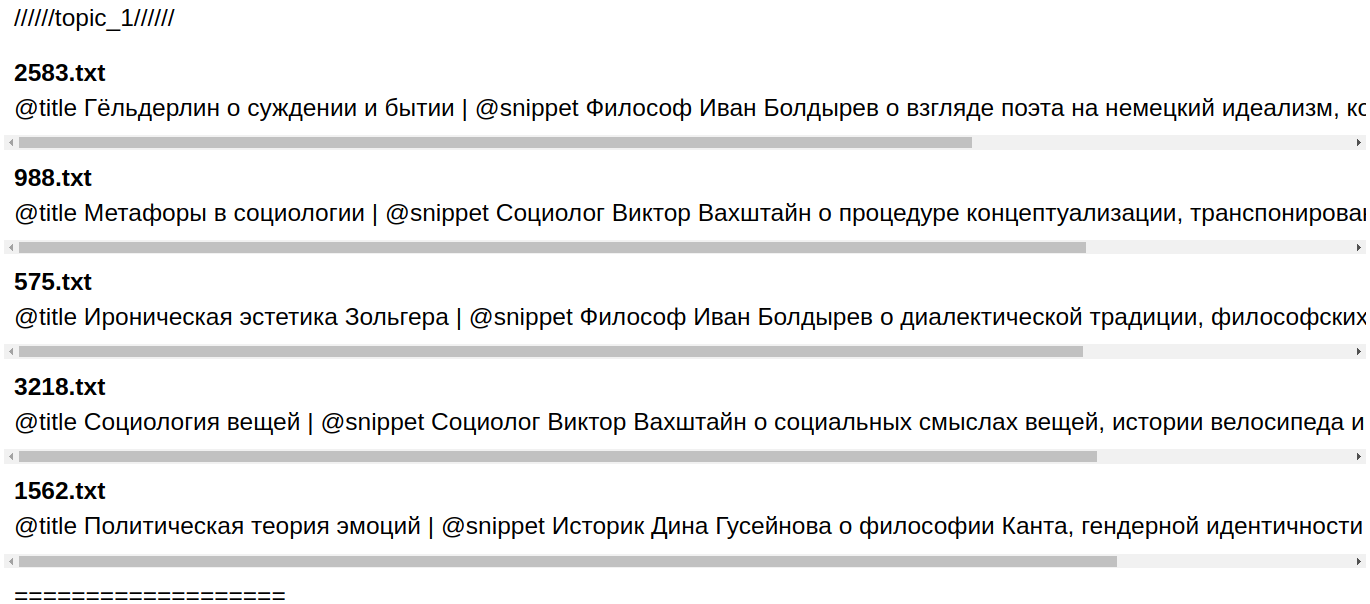 //////topic_1//////
2583.txt
@title Гёльдерлин о суждении и бытии | @snippet Философ Иван Болдырев о взгляде поэта на немецкий идеализм,
988.txt
@title Метафоры в социологии | @snippet Социолог Виктор Вахштайн о процедуре концептуализации,
575.txt
@title Ироническая эстетика Зольгера | @snippet Философ Иван Болдырев о диалектической традиции, философских
3218.txt
@title Социология вещей | @snippet Социолог Виктор Вахштайн о социальных смыслах вещей, истории велосипеда и
1562.txt
@title Политическая теория эмоций | @snippet Историк Дина Гусейнова о философии Канта, гендерной идентичности
===================